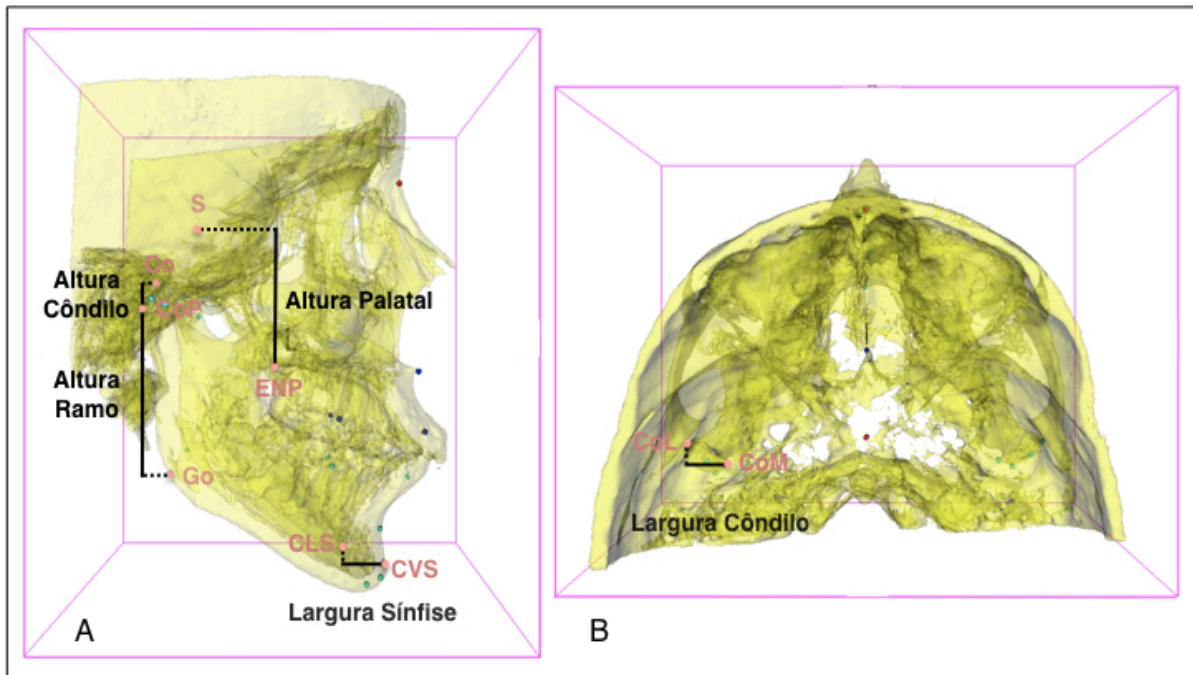 S
Co
Altura
Côndilo
CoP
Altura Palatal
ENP
Altura
Ramo
Go
CLS
CVS
Largura Sínfise
A
CoL
CoM
Largura Côndilo
B